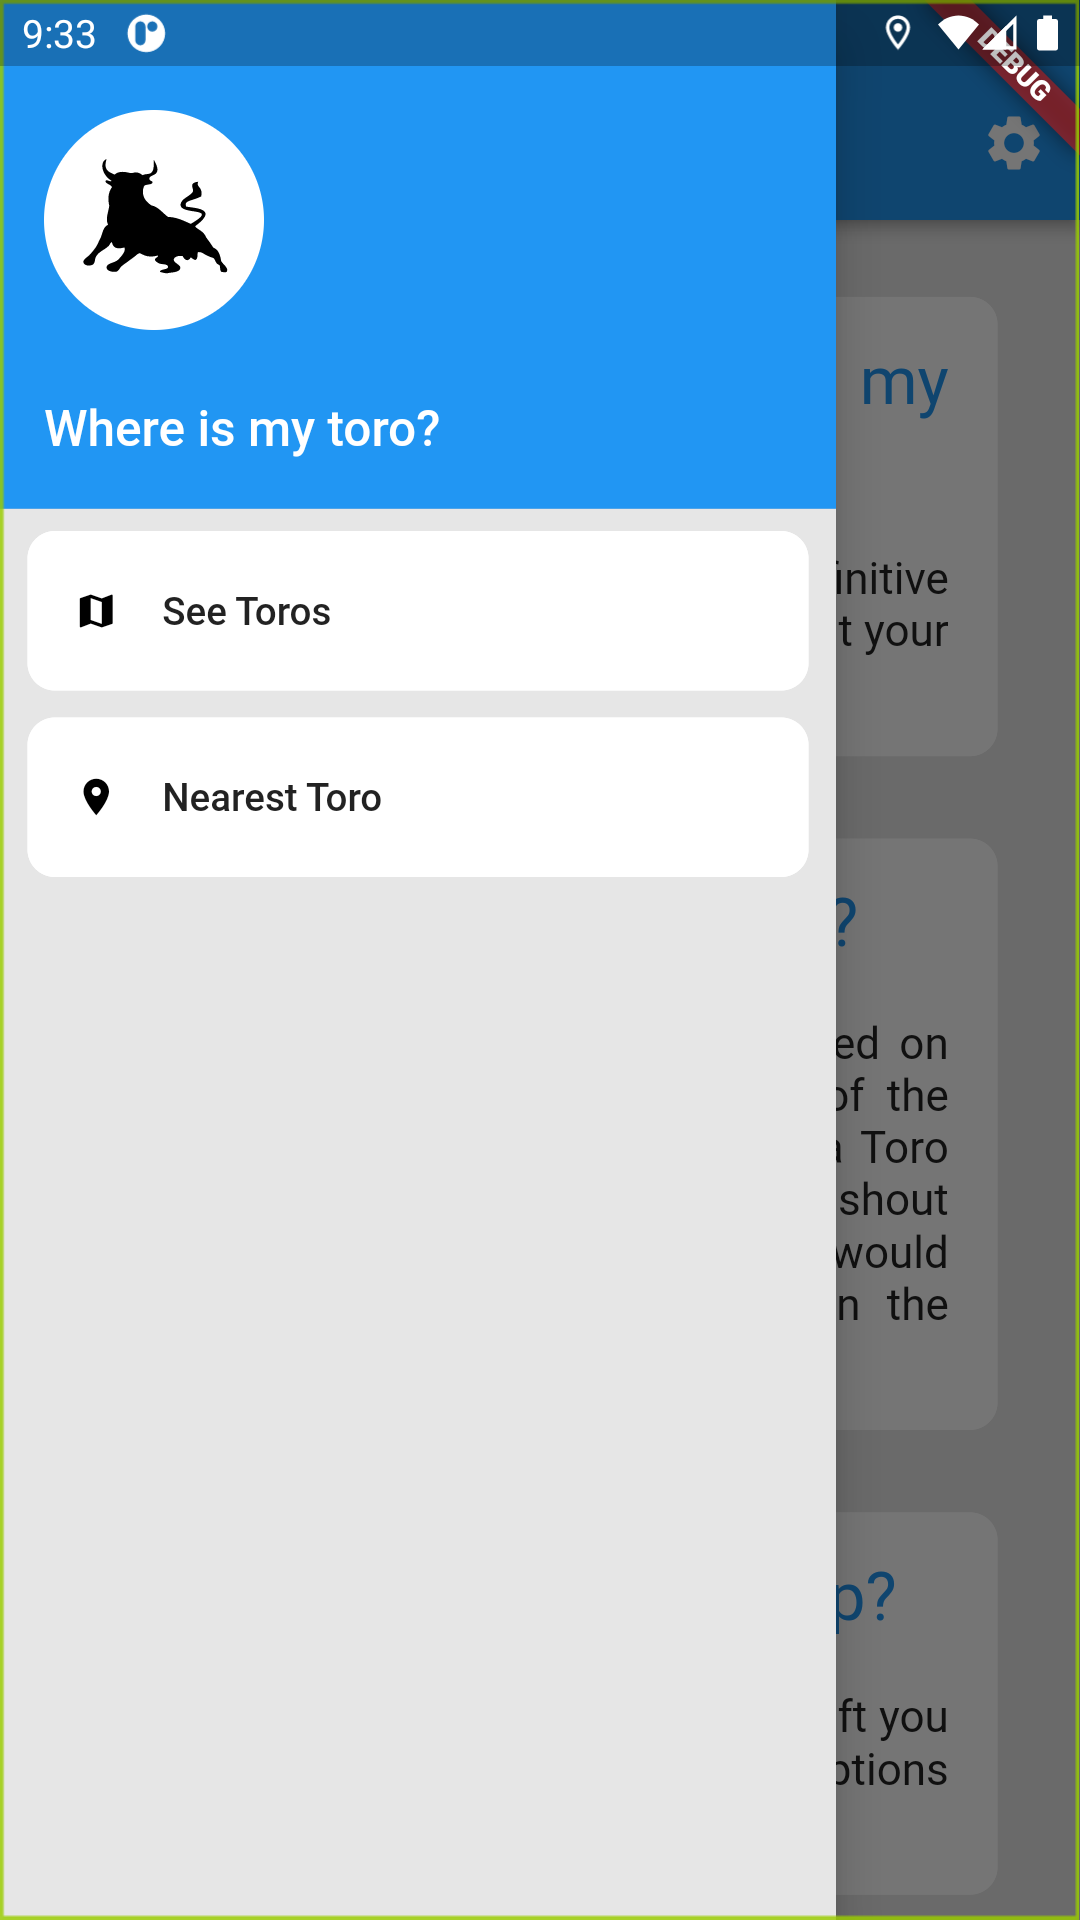 9:33
DEBUG
Where is my toro?
See Toros
Nearest Toro
my
initive
t your
?
ed on
of the
a Toro
shout
would
n the
p?
ft you
ptions